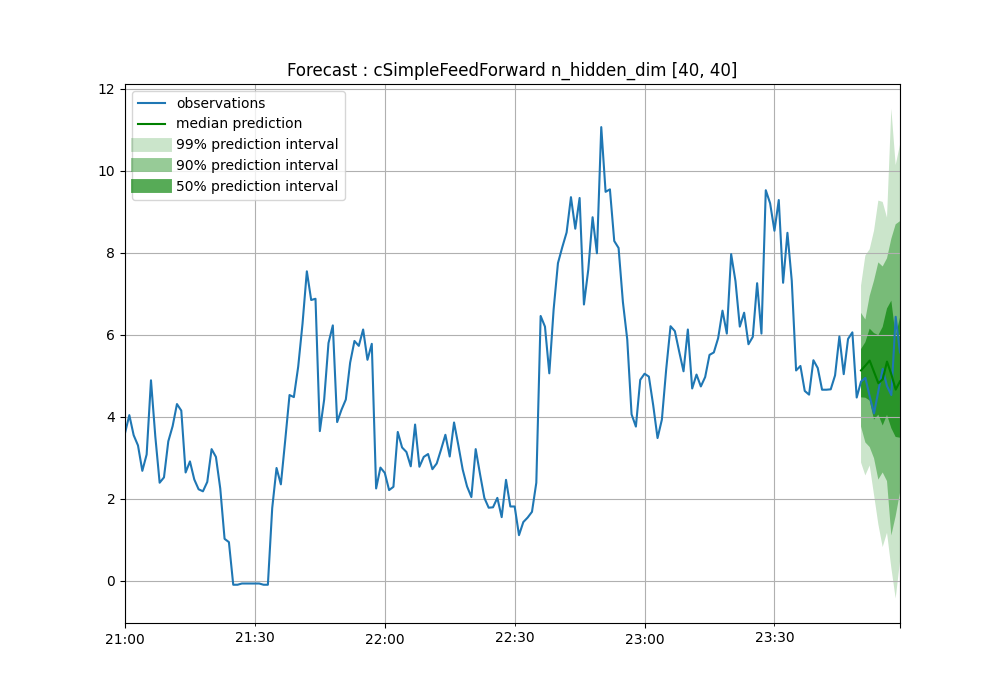 Forecast : cSimpleFeedForward n_hidden_dim [40, 40]
observations
median prediction
99% prediction interval
90% prediction interval
50% prediction interval
12
10
8
6
4
2
0
21:00
21:30
22:00
22:30
23:00
23:30